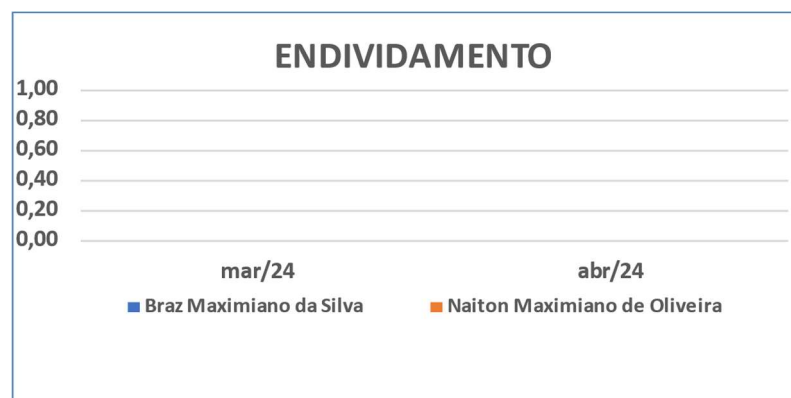 ENDIVIDAMENTO
1,00
0,80
0,60
0,40
0,20
0,00
mar/24 abr/24
Braz Maximiano da Silva Naiton Maximiano de Oliveira